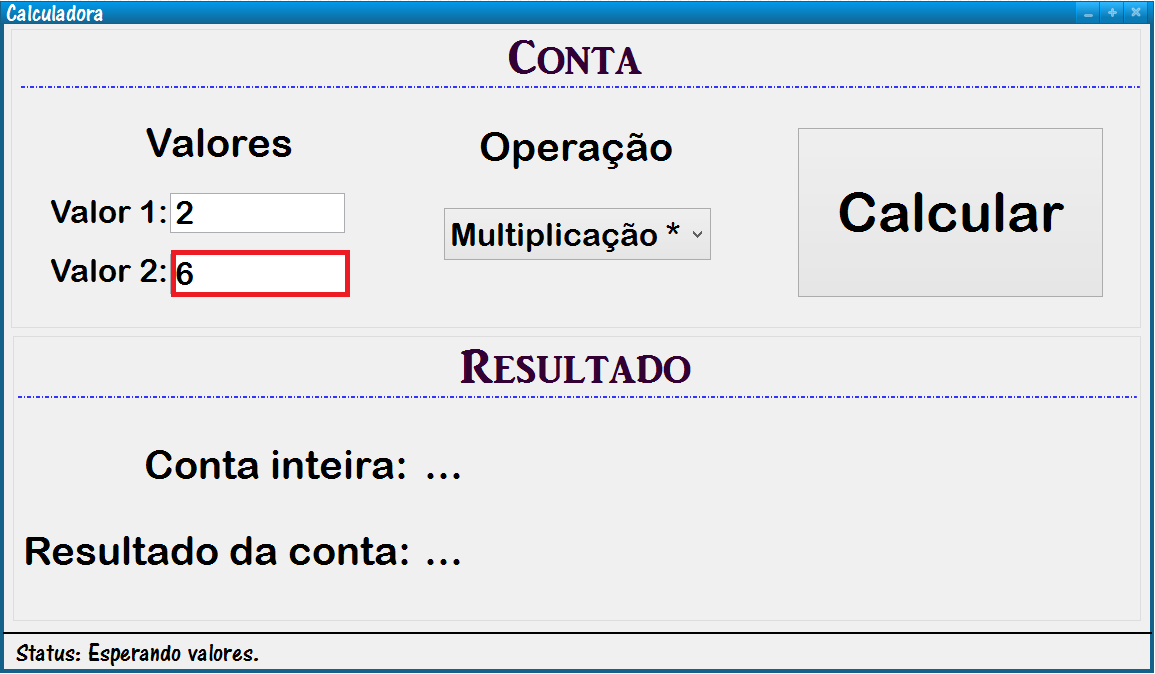 Calculadora
Conta
Valores
Operação
Calcular
Valor 1: 2
Multiplicação *
Valor 2: 6
Resultado
Conta inteira: ...
Resultado da conta: ...
Status: Esperando valores.